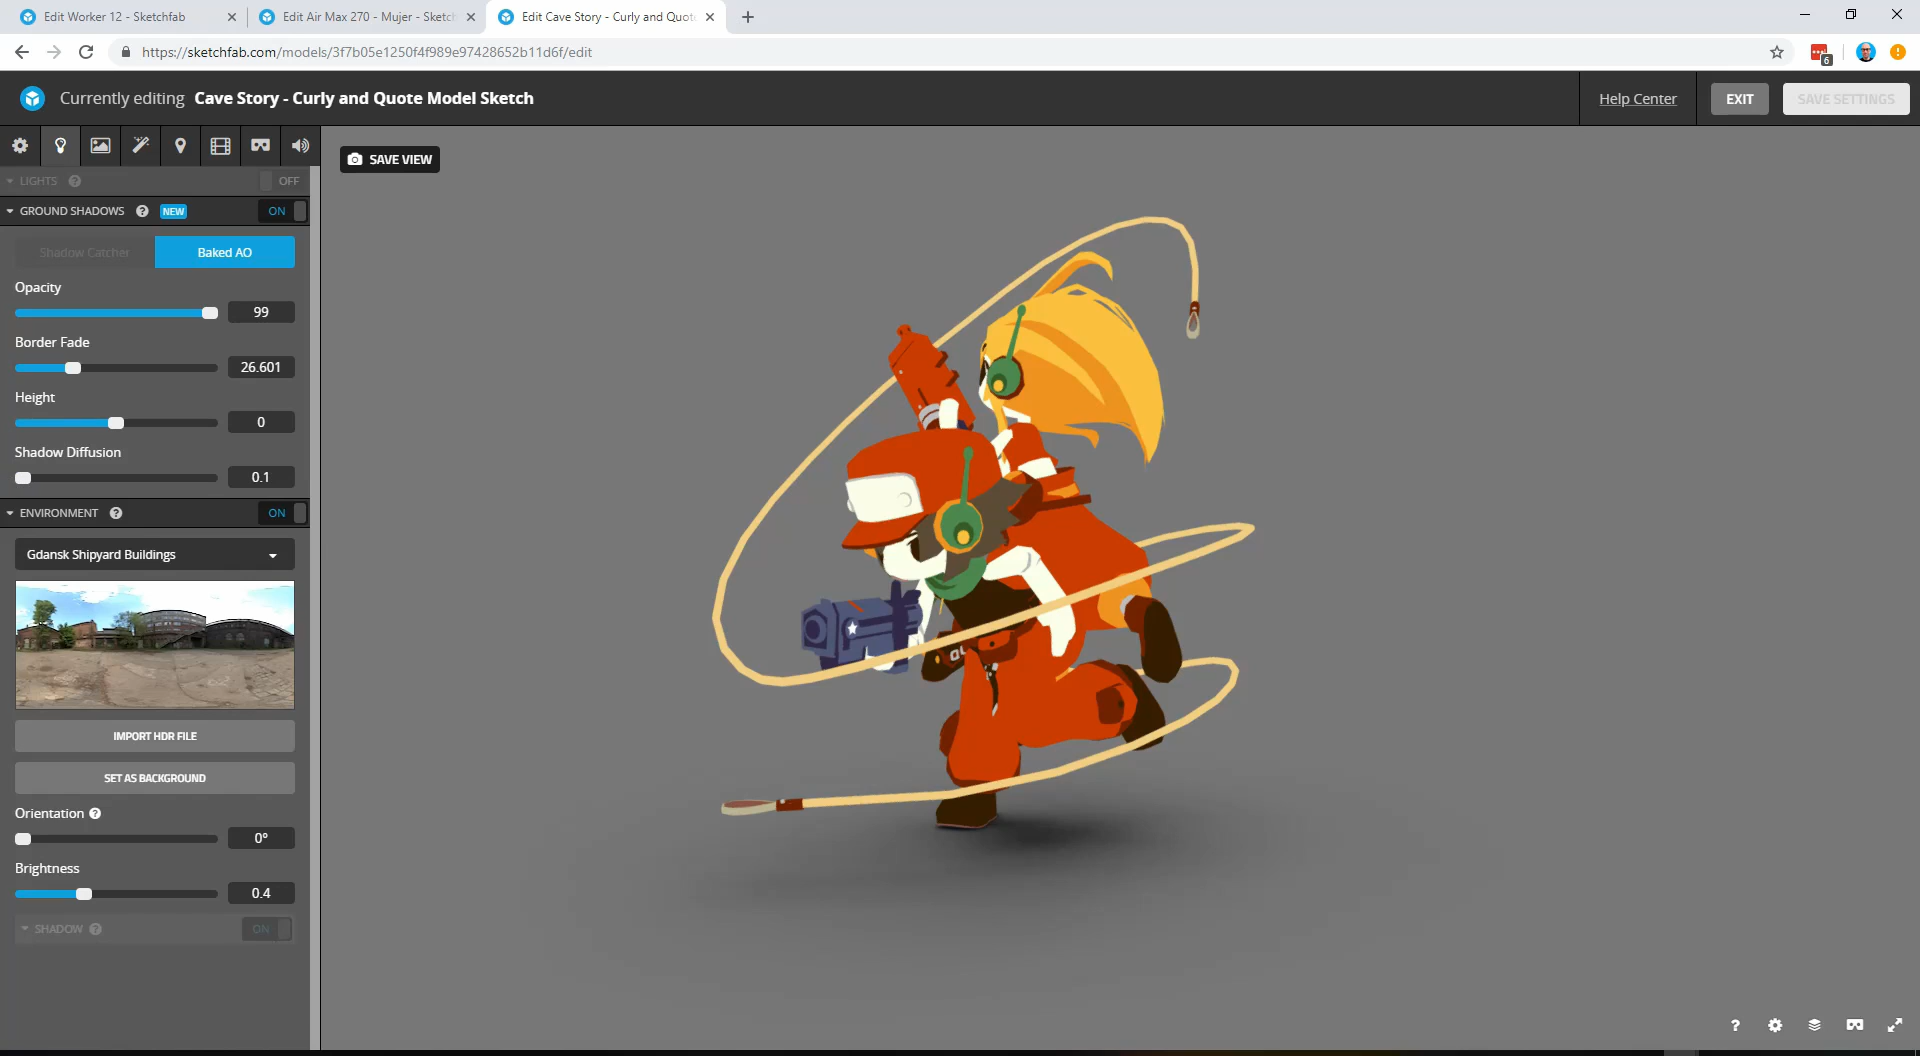 Edit Worker 12 - Sketchfab
Edit Air Max 270 - Mujer - Sketch
Edit Cave Story - Curly and Quot
https://sketchfab.com/models/3f7b05e1250f4f989e97428652b11d6f/edit
6
Currently editing Cave Story - Curly and Quote Model Sketch
Help Center
EXIT
SAVE SETTINGS
SAVE VIEW
LIGHTS ? OFF
GROUND SHADOWS ? NEW ON
Shadow Catcher
Baked AO
Opacity
99
Border Fade
26.601
Height
0
Shadow Diffusion
0.1
ENVIRONMENT ? ON
Gdansk Shipyard Buildings
IMPORT HDR FILE
SET AS BACKGROUND
Orientation ?
0°
Brightness
0.4
SHADOW ? ON
?